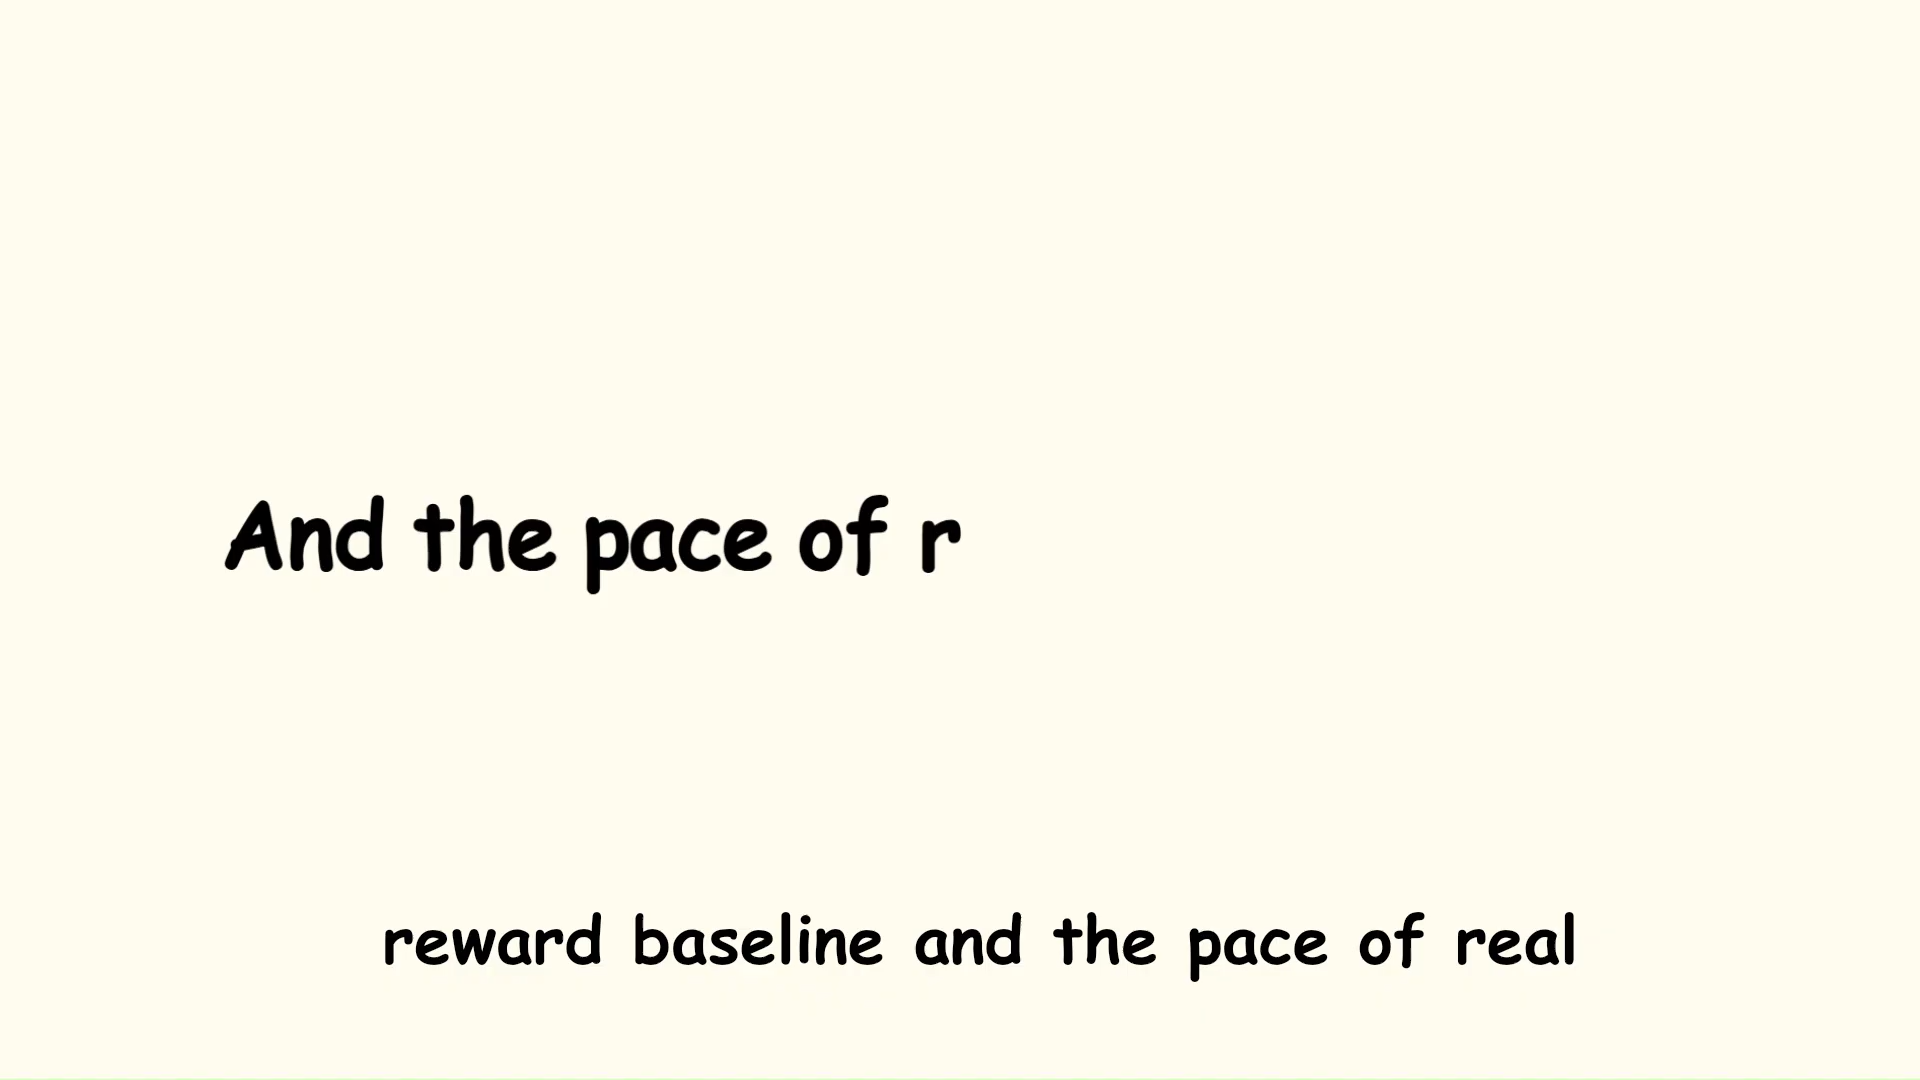 And the pace of r
reward baseline and the pace of real